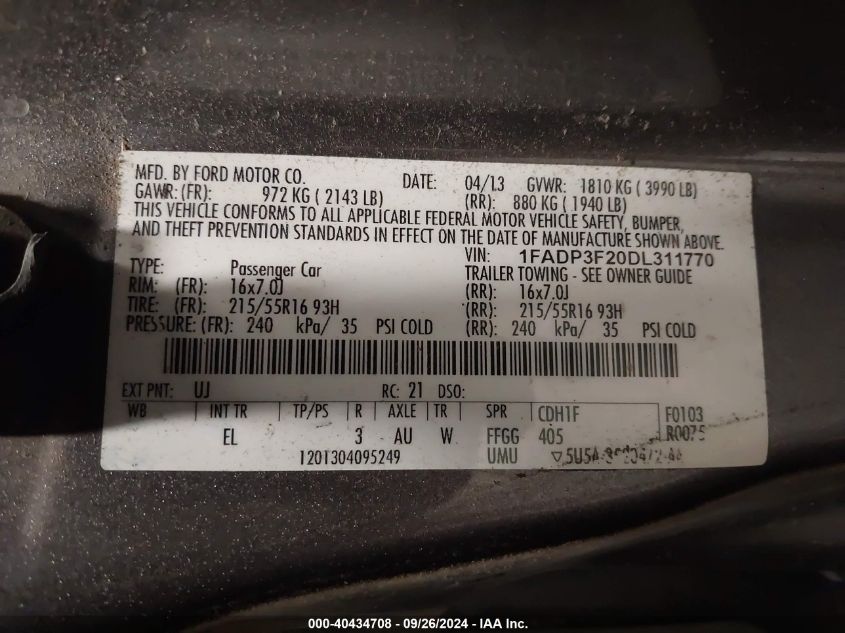 MFD. BY FORD MOTOR CO. DATE: 04/13 GVWR: 1810 KG ( 3990 LB)
GAWR: (FR): 972 KG ( 2143 LB) (RR): 880 KG ( 1940 LB)
THIS VEHICLE CONFORMS TO ALL APPLICABLE FEDERAL MOTOR VEHICLE SAFETY, BUMPER,
AND THEFT PREVENTION STANDARDS IN EFFECT ON THE DATE OF MANUFACTURE SHOWN ABOVE.
VIN: 1FADP3F20DL311770
TYPE: Passenger Car TRAILER TOWING - SEE OWNER GUIDE
RIM: (FR): 16x7.0J (RR): 16x7.0J
TIRE: (FR): 215/55R16 93H (RR): 215/55R16 93H
PRESSURE: (FR): 240 kPa/ 35 PSI COLD (RR): 240 kPa/ 35 PSI COLD
EXT PNT: UJ RC: 21 DSO:
WB INT TR TP/PS R AXLE TR SPR CDH1F F0103
EL 3 AU W FFGG 405 R0075
1201304095249 UMU
000-40434708 - 09/26/2024 - IAA Inc.